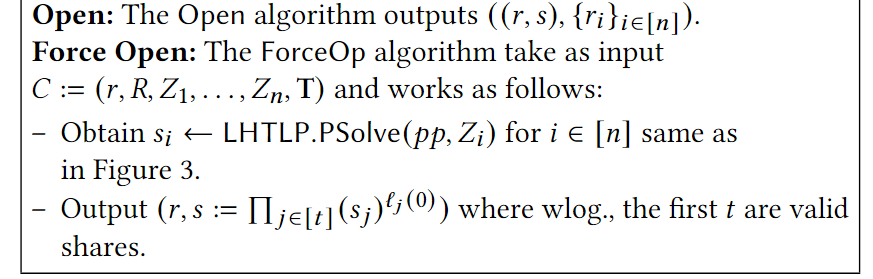 Open: The Open algorithm outputs ((r, s), {r_i}_{i∈[n]}).
Force Open: The ForceOp algorithm take as input
C := (r, R, Z_1, . . . , Z_n, T) and works as follows:
– Obtain s_i ← LHTLP.PSolve(pp, Z_i) for i ∈ [n] same as
in Figure 3.
– Output (r, s := ∏_{j∈[t]}(s_j)^{ℓ_j(0)}) where wlog., the first t are valid
shares.